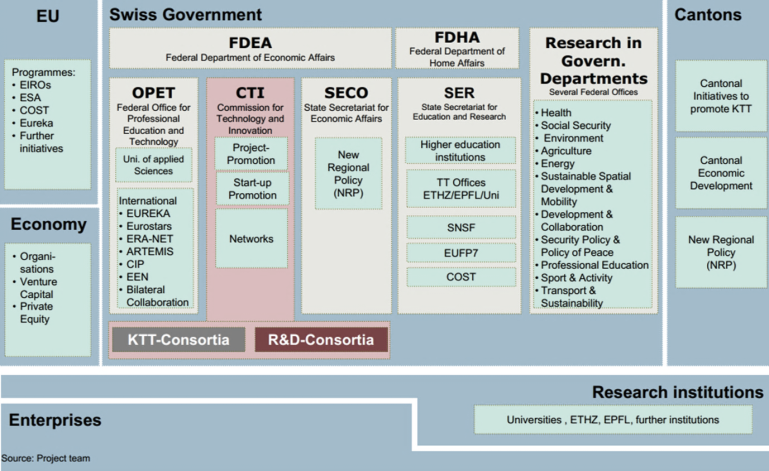 EU
Programmes:
• EIROs
• ESA
• COST
• Eureka
• Further
initiatives
Economy
• Organi-
sations
• Venture
Capital
• Private
Equity
Swiss Government
FDEA
Federal Department of Economic Affairs
OPET
Federal Office for
Professional
Education and
Technology
Uni. of applied
Sciences
International
• EUREKA
• Eurostars
• ERA-NET
• ARTEMIS
• CIP
• EEN
• Bilateral
Collaboration
CTI
Commission for
Technology and
Innovation
Project-
Promotion
Start-up
Promotion
Networks
SECO
State Secretariat for
Economic Affairs
New
Regional
Policy
(NRP)
KTT-Consortia
R&D-Consortia
FDHA
Federal Department of
Home Affairs
SER
State Secretariat for
Education and Research
Higher education
institutions
TT Offices
ETHZ/EPFL/Uni
SNSF
EUFP7
COST
Research in
Govern.
Departments
Several Federal Offices
• Health
• Social Security
• Environment
• Agriculture
• Energy
• Sustainable Spatial
Development &
Mobility
• Development &
Collaboration
• Security Policy &
Policy of Peace
• Professional Education
• Sport & Activity
• Transport &
Sustainability
Cantons
Cantonal
Initiatives to
promote KTT
Cantonal
Economic
Development
New Regional
Policy
(NRP)
Research institutions
Universities , ETHZ, EPFL, further institutions
Enterprises
Source: Project team